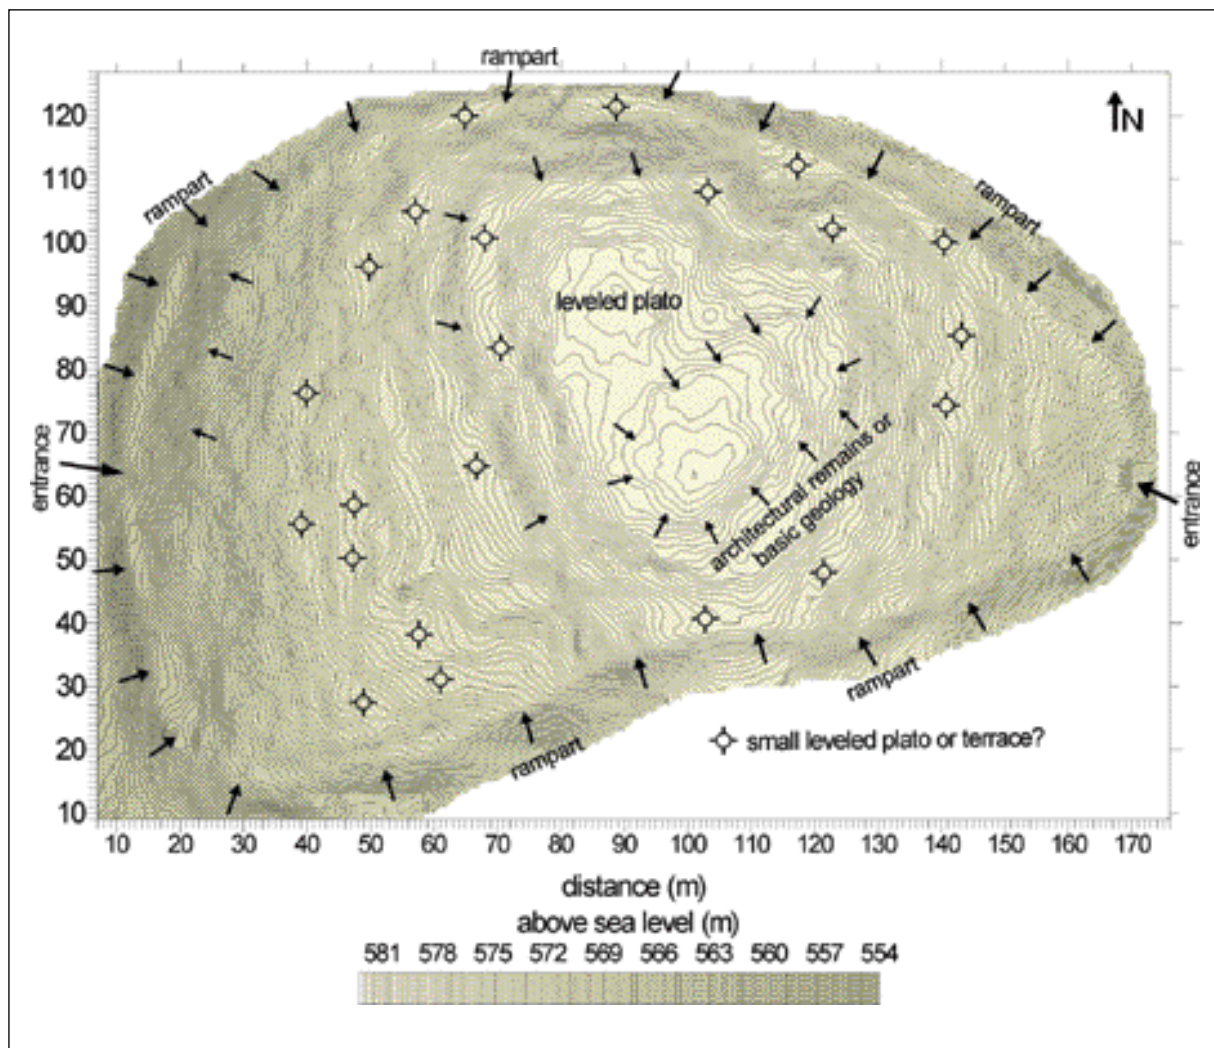 rampart
N
rampart
rampart
120
110
100
90
80
70
60
50
40
30
20
10
leveled plato
entrance
architectural remains or
basic geology
entrance
rampart
rampart
small leveled plato or terrace?
10 20 30 40 50 60 70 80 90 100 110 120 130 140 150 160 170
distance (m)
above sea level (m)
581 578 575 572 569 566 563 560 557 554